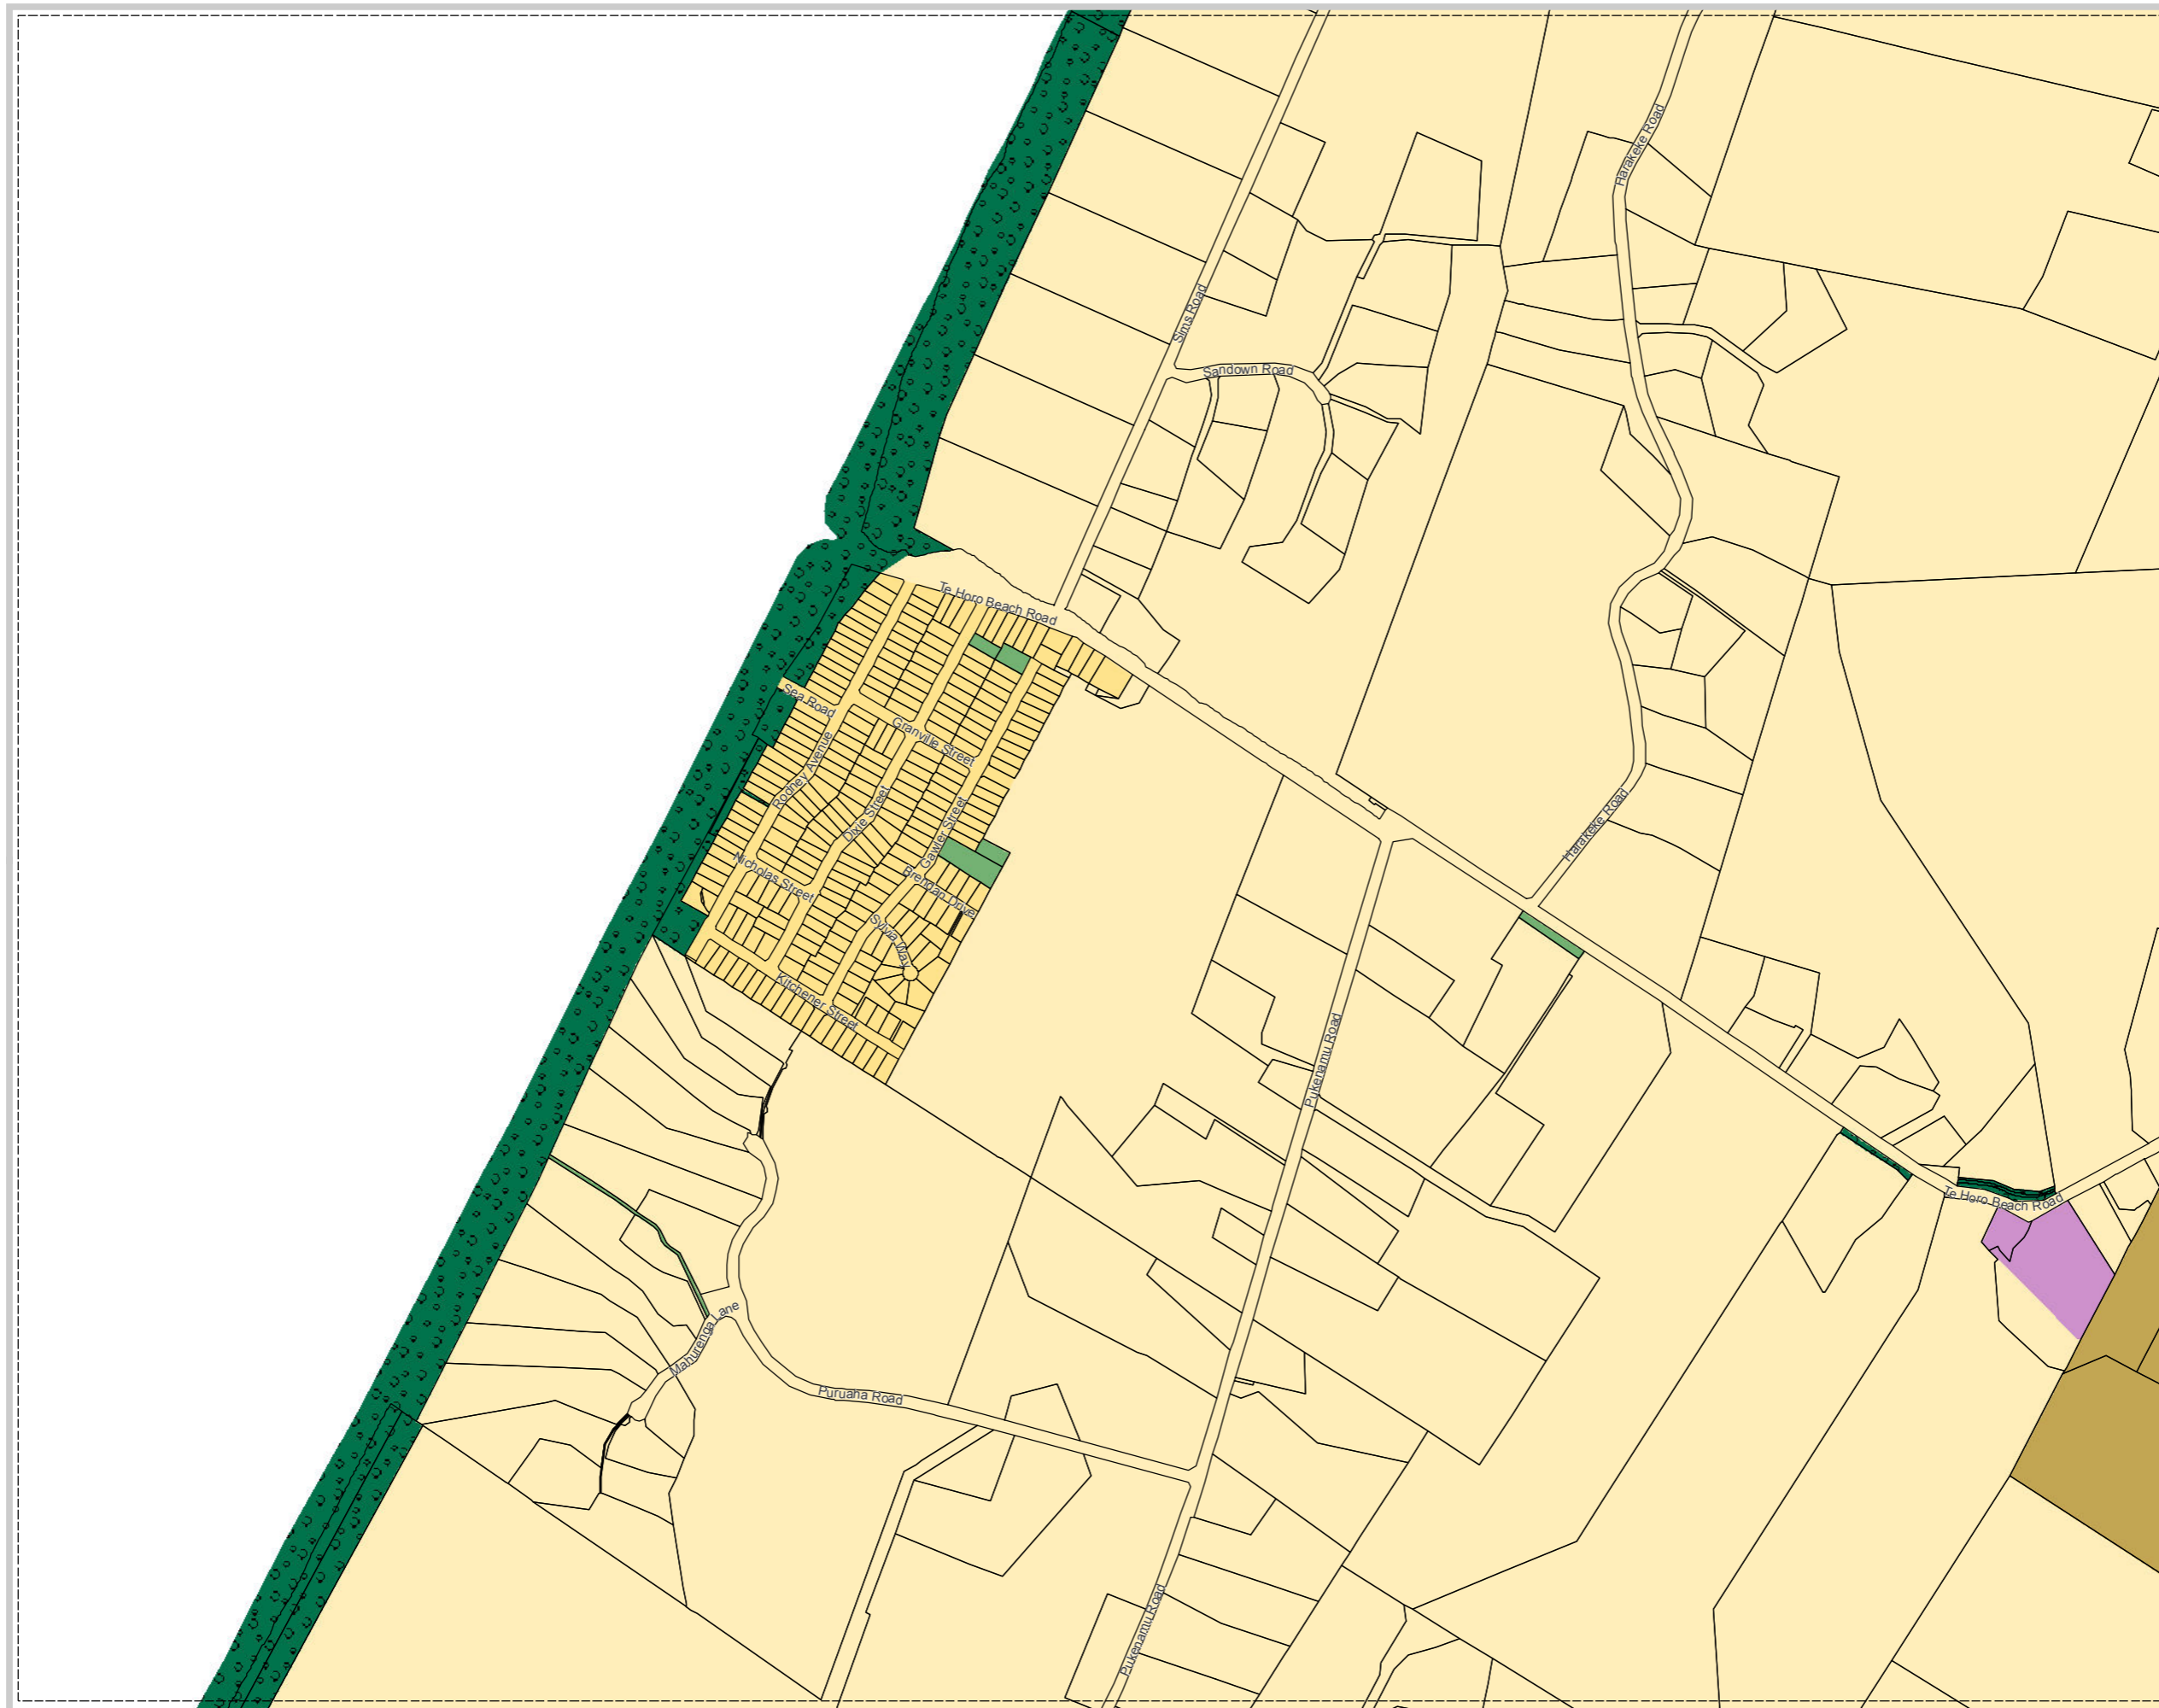 Harakeke Road
Sims Road
Sandown Road
Te Horo Beach Road
Sea Road
Granville Street
Rodney Avenue
Dixie Street
Gawler Street
Harakeke Road
Nicholas Street
Brendan Drive
Sylvia Way
Kitchener Street
Pukenamu Road
Te Horo Beach Road
Mahurenga Lane
Puruaha Road
Pukenamu Road